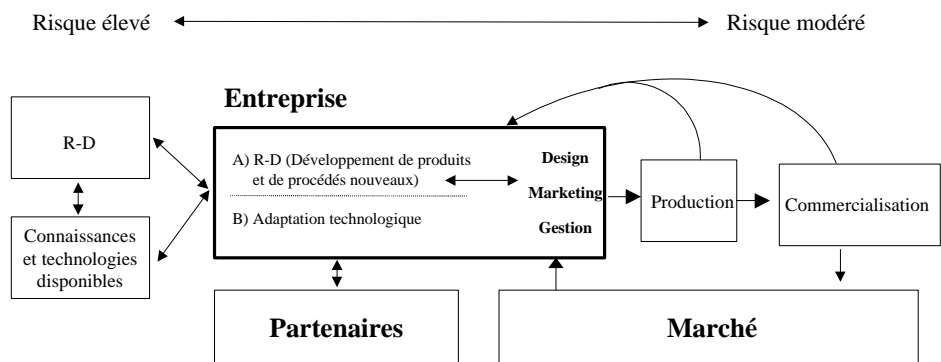 Risque élevé
Risque modéré
Entreprise
R-D
Connaissances
et technologies
disponibles
A) R-D (Développement de produits
et de procédés nouveaux)
B) Adaptation technologique
Design
Marketing
Gestion
Production
Commercialisation
Partenaires
Marché